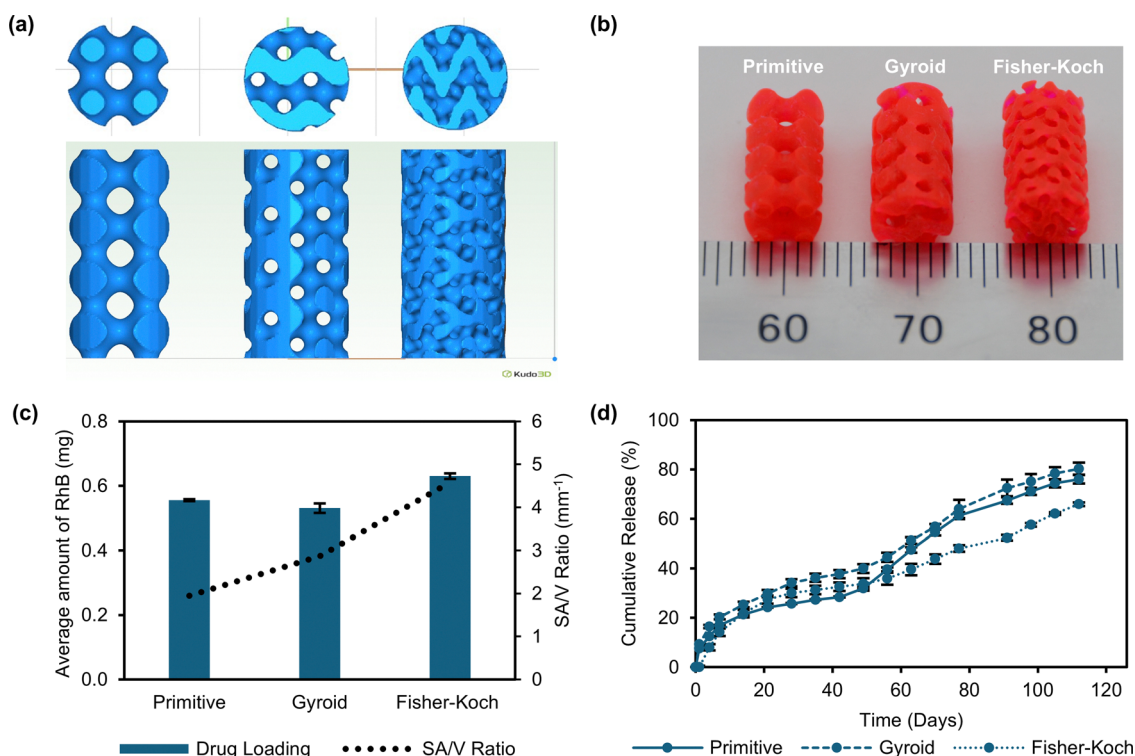 (a)
Kudo3D
(b)
Primitive Gyroid Fisher-Koch
60 70 80
(c)
Average amount of RhB (mg)
0.8
0.6
0.4
0.2
0.0
SA/V Ratio (mm⁻¹)
6
5
4
3
2
1
0
Primitive Gyroid Fisher-Koch
Drug Loading SA/V Ratio
(d)
Cumulative Release (%)
100
80
60
40
20
0
0 20 40 60 80 100 120
Time (Days)
Primitive Gyroid Fisher-Koch